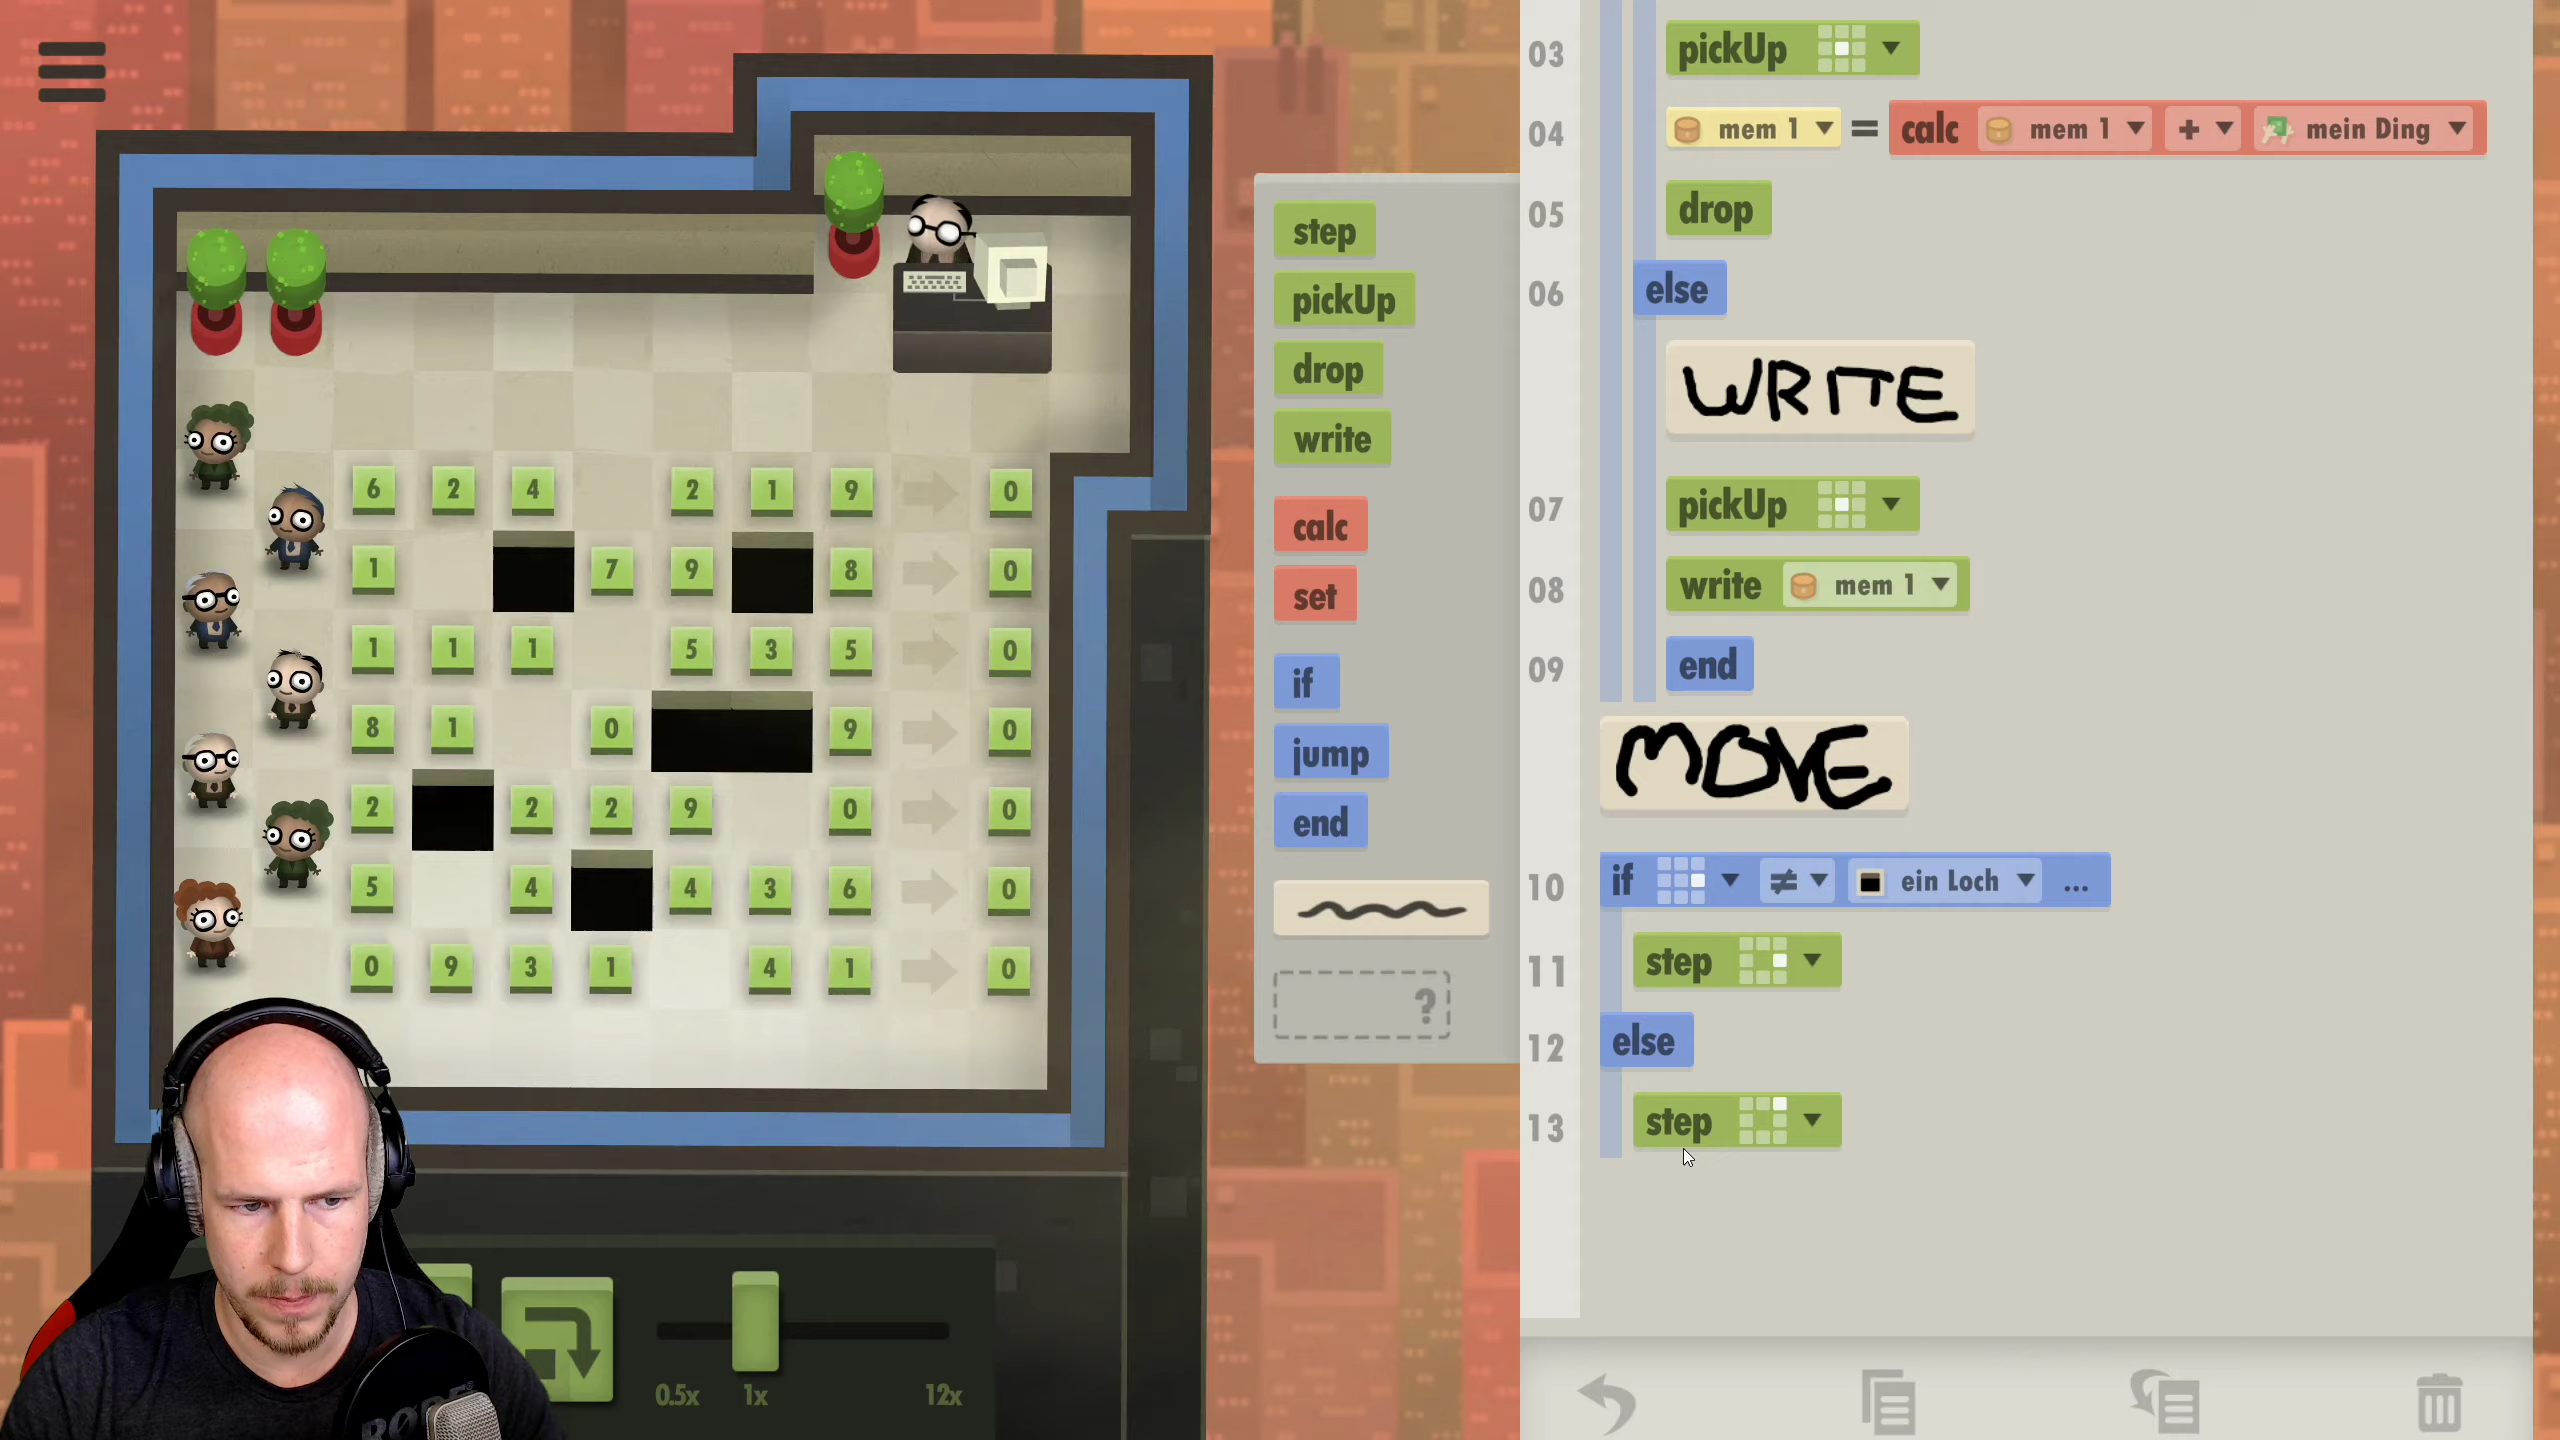 6 2 4 2 1 9 0
1 7 9 8 0
1 1 1 5 3 5 0
8 1 0 9 0
2 2 2 9 0 0
5 4 4 3 6 0
0 9 3 1 4 1 0
0.5x 1x 12x
step
pickUp
drop
write
calc
set
if
jump
end
?
03 pickUp
04 mem 1 = calc mem 1 + mein Ding
05 drop
06 else
WRITE
07 pickUp
08 write mem 1
09 end
MOVE
10 if ≠ ein Loch ...
11 step
12 else
13 step